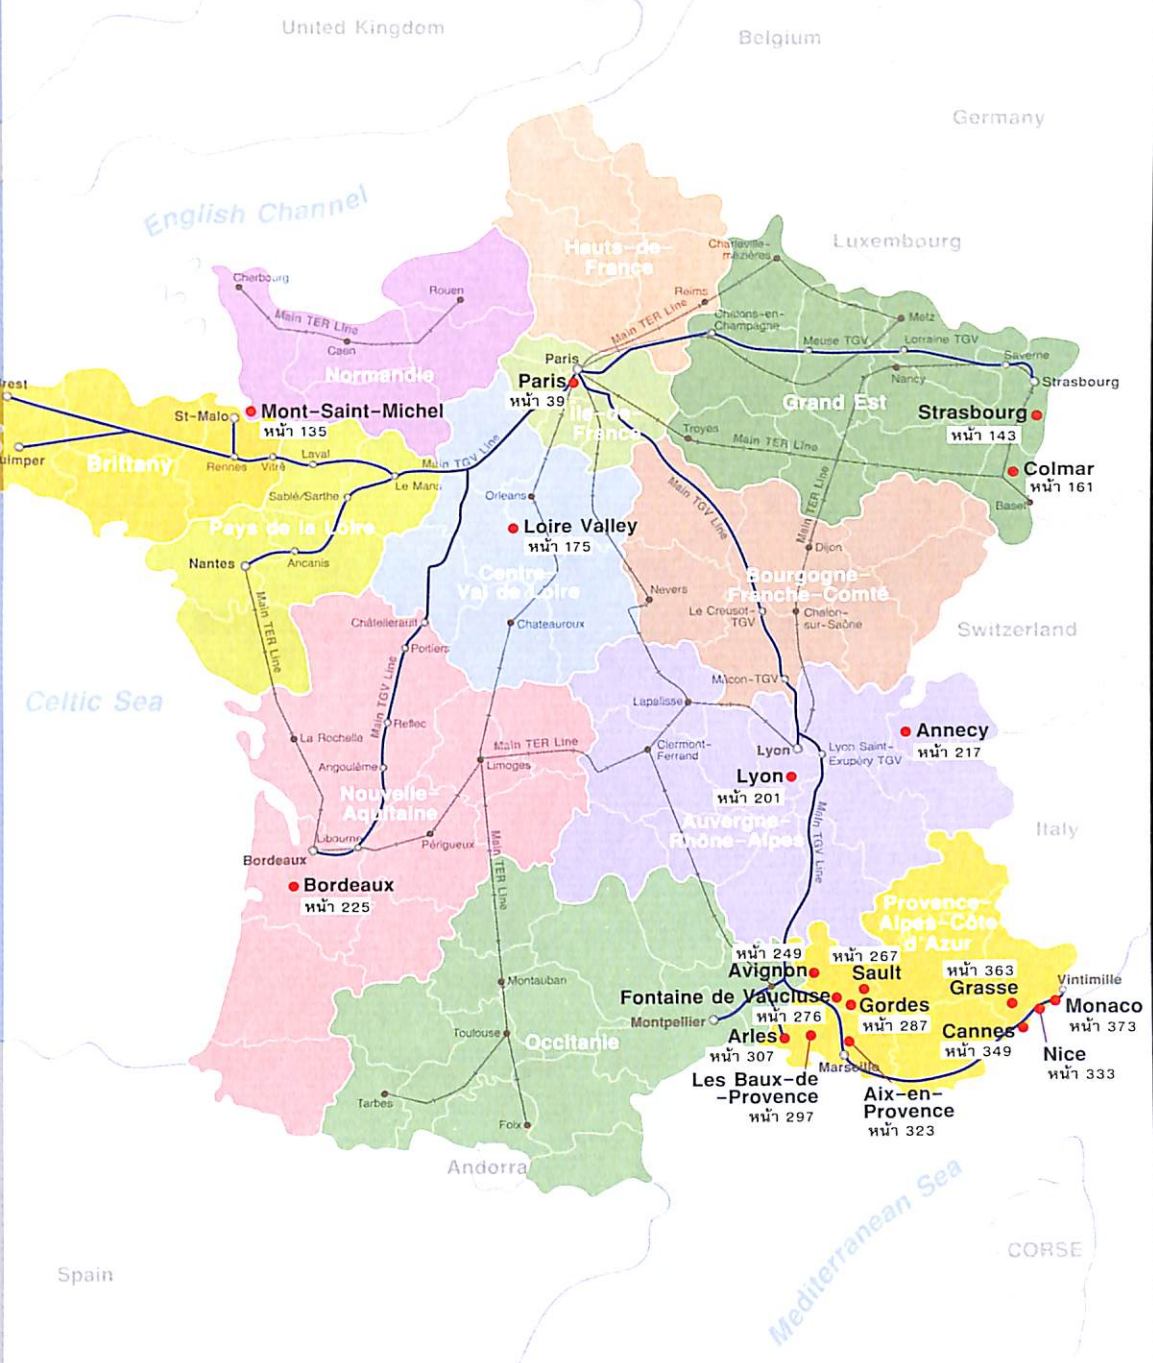 United Kingdom
Belgium
Germany
English Channel
Luxembourg
Hauts-de-
France
Charleville-
mézières
Cherbourg
Rouen
Reims
Main TER Line
Main TER Line
Caen
Châlons-en-
Champagne
Metz
Meuse TGV
Lorraine TGV
Saverne
Normandie
Paris
Paris
หน้า 39
Nancy
Strasbourg
Île-de-
France
Grand Est
Strasbourg
หน้า 143
rest
St-Malo
Mont-Saint-Michel
หน้า 135
Troyes
Main TER Line
uimper
Brittany
Rennes
Vitré
Laval
Main TGV Line
Le Mans
Colmar
หน้า 161
Basel
Sablé/Sarthe
Orleans
Main TGV Line
Main TER Line
Pays de la Loire
Loire Valley
หน้า 175
Nantes
Ancanis
Dijon
Centre-
Val de Loire
Bourgogne-
Franche-Comté
Main TER Line
Nevers
Le Creusot-
TGV
Chalon-
sur-Saône
Châtellerault
Chateauroux
Switzerland
Poitiers
Celtic Sea
Main TGV Line
Mâcon-TGV
Lapalisse
Ruffec
La Rochelle
Main TER Line
Clermont-
Ferrand
Lyon
Lyon Saint-
Exupéry TGV
Annecy
หน้า 217
Angoulême
Limoges
Lyon
หน้า 201
Nouvelle-
Aquitaine
Auvergne-
Rhône-Alpes
Main TGV Line
Italy
Libourne
Périgueux
Bordeaux
Main TER Line
Bordeaux
หน้า 225
Provence-
Alpes-Côte
d'Azur
หน้า 249
Avignon
หน้า 267
Sault
หน้า 363
Grasse
Montauban
Vintimille
Fontaine de Vaucluse
หน้า 276
Gordes
หน้า 287
Monaco
หน้า 373
Montpellier
Toulouse
Occitanie
Arles
หน้า 307
Cannes
หน้า 349
Nice
หน้า 333
Marseille
Les Baux-de
-Provence
หน้า 297
Aix-en-
Provence
หน้า 323
Tarbes
Foix
Andorra
Mediterranean Sea
CORSE
Spain